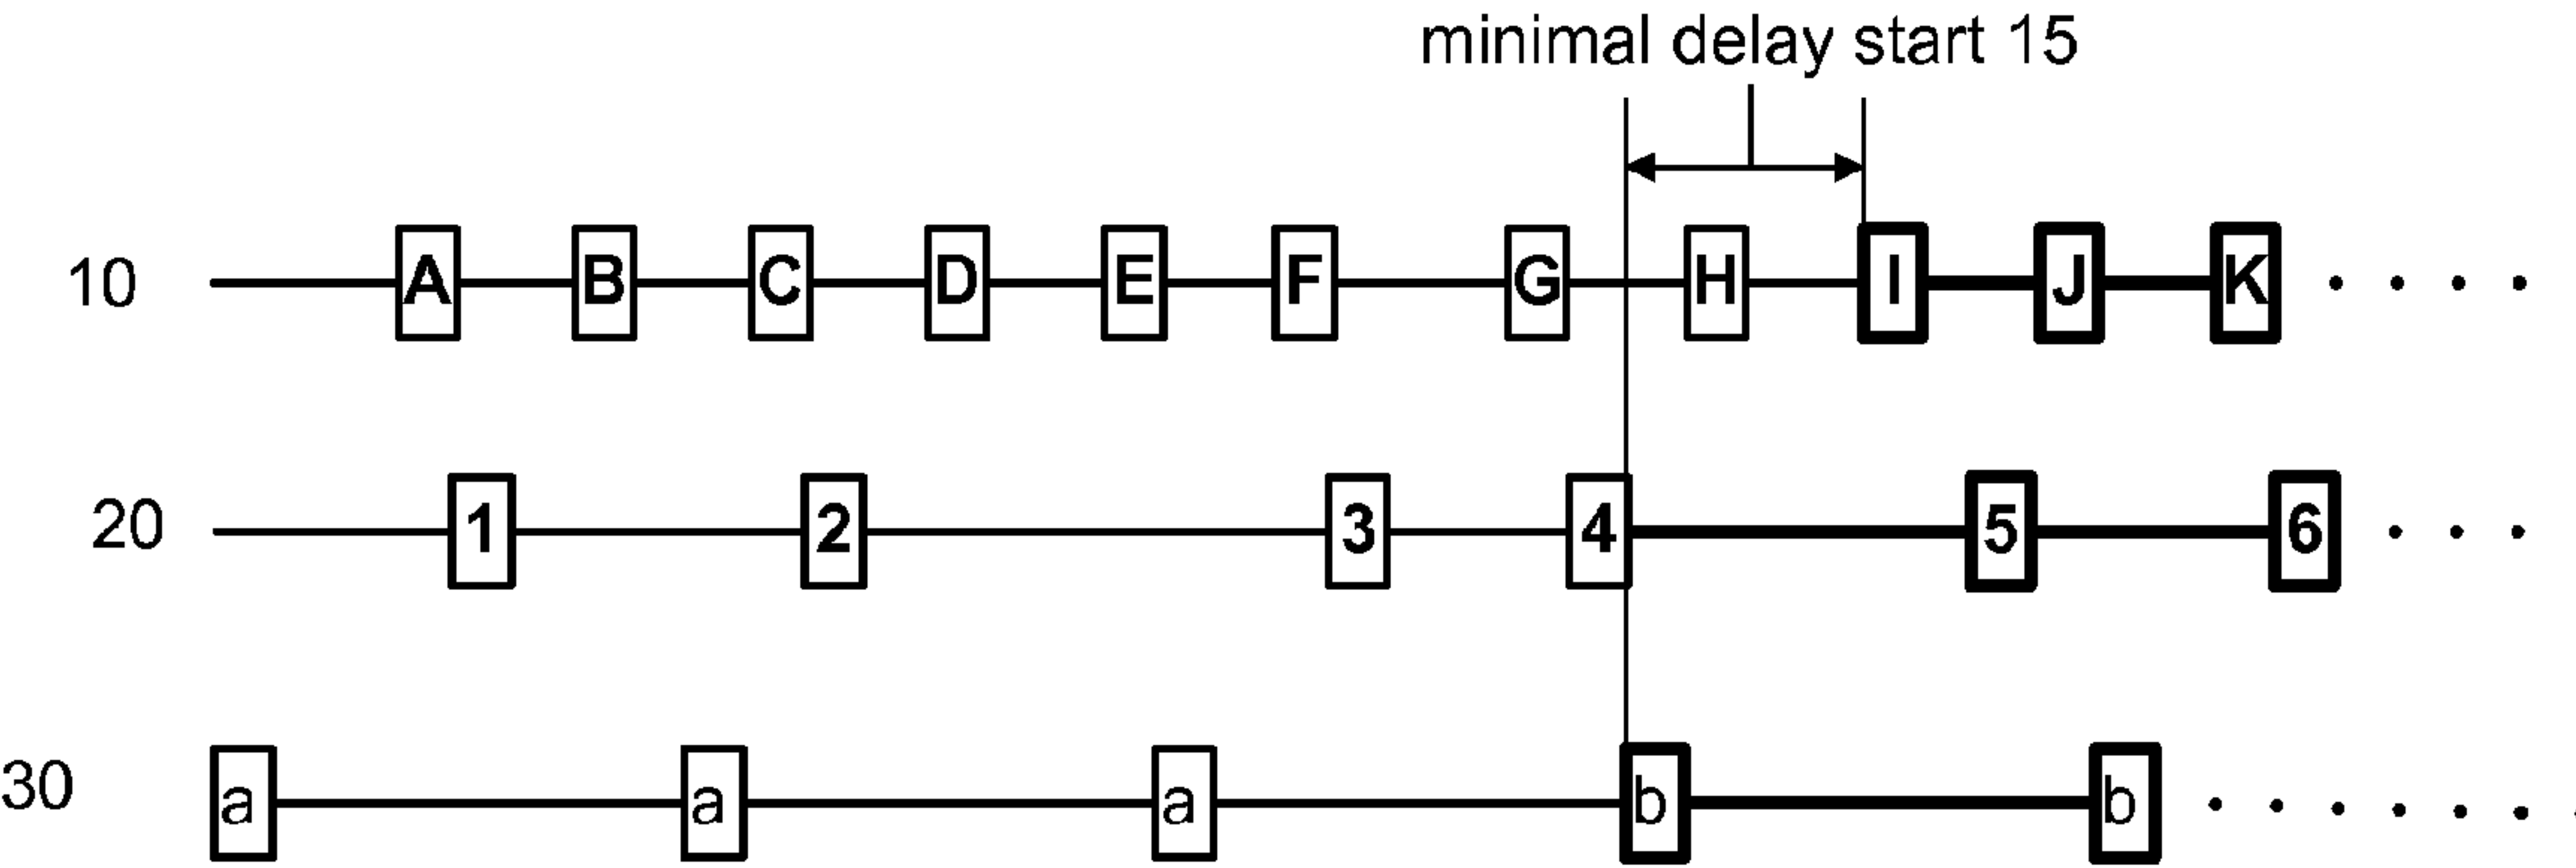 minimal delay start 15
10 A B C D E F G H I J K . . . .
20 1 2 3 4 5 6 . . .
30 a a a b b . . . . . . .